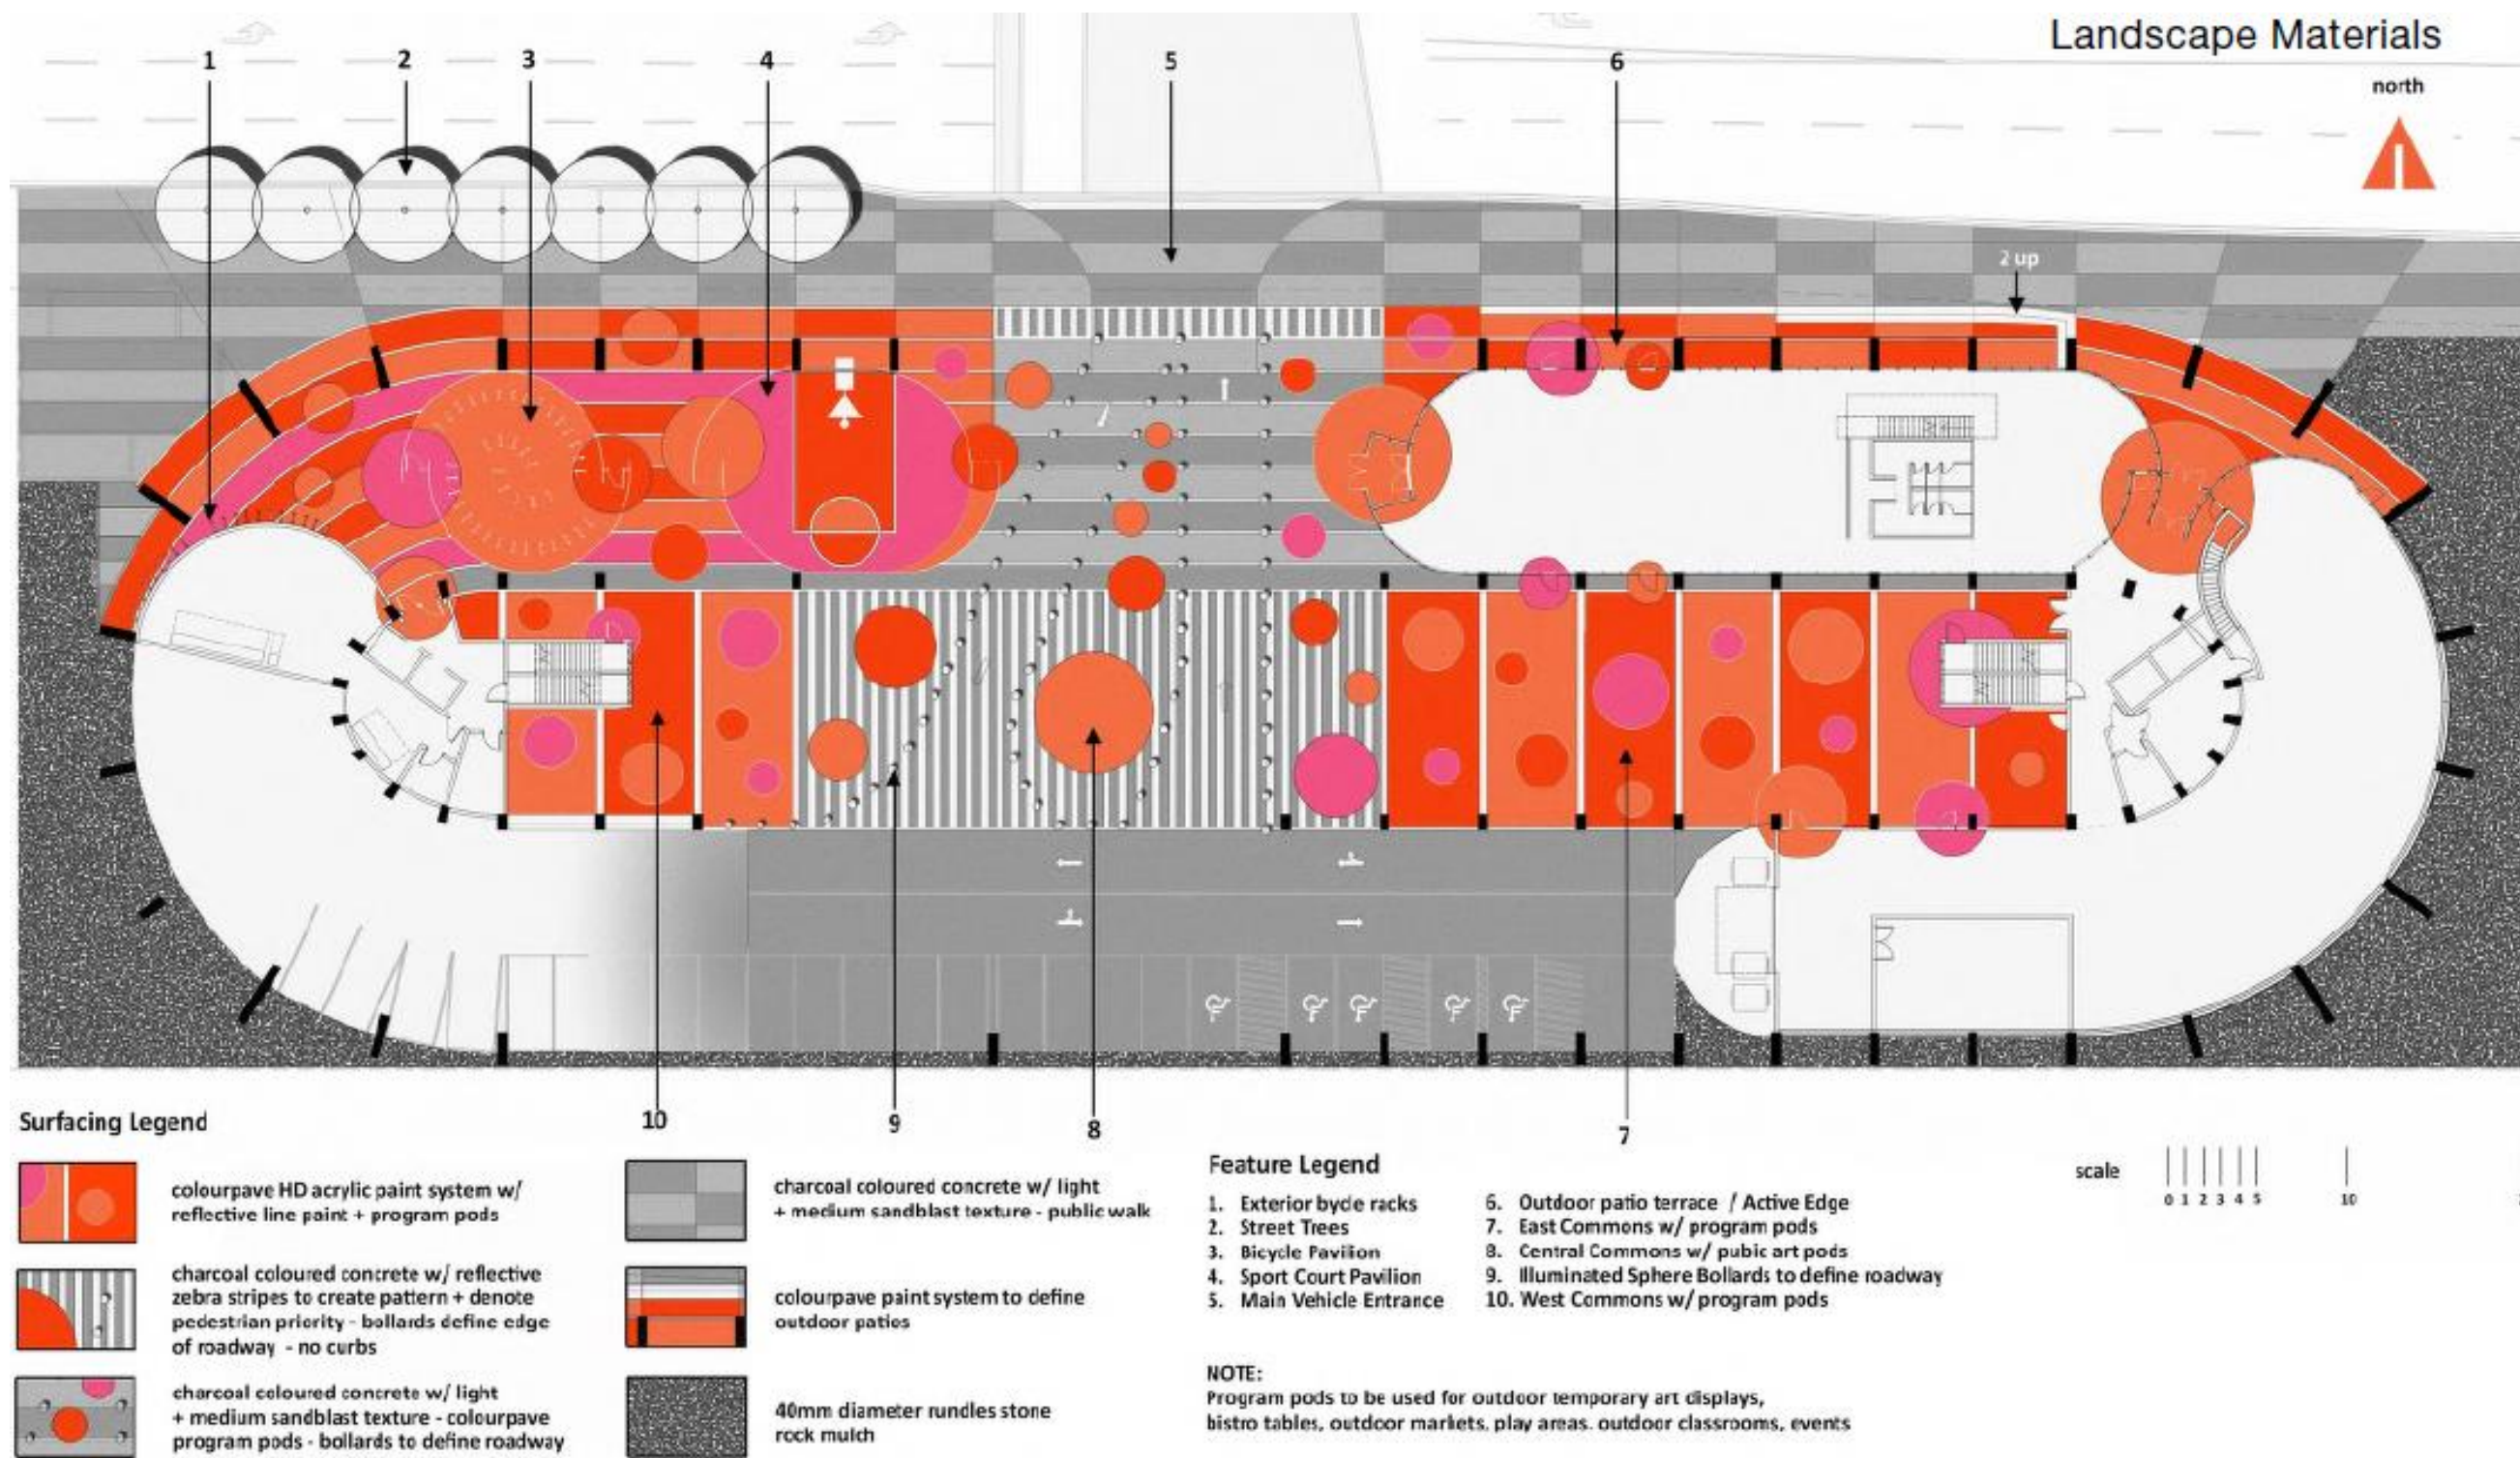 Landscape Materials
1
2
3
4
5
6
north
2 up
10
9
8
7
Surfacing Legend
colourpave HD acrylic paint system w/
reflective line paint + program pods
charcoal coloured concrete w/ reflective
zebra stripes to create pattern + denote
pedestrian priority - bollards define edge
of roadway - no curbs
charcoal coloured concrete w/ light
+ medium sandblast texture - colourpave
program pods - bollards to define roadway
charcoal coloured concrete w/ light
+ medium sandblast texture - public walk
colourpave paint system to define
outdoor patios
40mm diameter rundles stone
rock mulch
Feature Legend
1. Exterior bycle racks
2. Street Trees
3. Bicycle Pavilion
4. Sport Court Pavilion
5. Main Vehicle Entrance
6. Outdoor patio terrace / Active Edge
7. East Commons w/ program pods
8. Central Commons w/ pubic art pods
9. Illuminated Sphere Bollards to define roadway
10. West Commons w/ program pods
NOTE:
Program pods to be used for outdoor temporary art displays,
bistro tables, outdoor markets, play areas. outdoor classrooms, events
scale
0 1 2 3 4 5 10